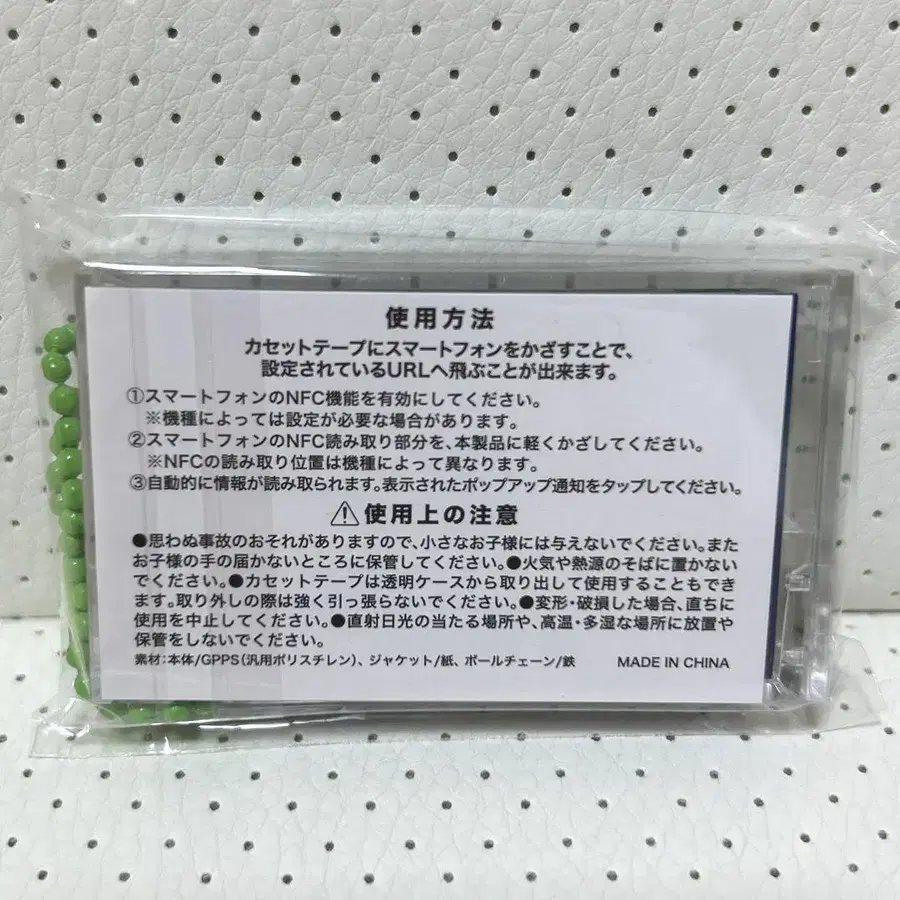 使用方法
カセットテープにスマートフォンをかざすことで、
設定されているURLへ飛ぶことが出来ます。
①スマートフォンのNFC機能を有効にしてください。
※機種によっては設定が必要な場合があります。
②スマートフォンのNFC読み取り部分を、本製品に軽くかざしてください。
※NFCの読み取り位置は機種によって異なります。
③自動的に情報が読み取られます。表示されたポップアップ通知をタップしてください。
⚠使用上の注意
●思わぬ事故のおそれがありますので、小さなお子様には与えないでください。また
お子様の手の届かないところに保管してください。●火気や熱源のそばに置かない
でください。●カセットテープは透明ケースから取り出して使用することもでき
ます。取り外しの際は強く引っ張らないでください。●変形・破損した場合、直ちに
使用を中止してください。●直射日光の当たる場所や、高温・多湿な場所に放置や
保管をしないでください。
素材:本体/GPPS(汎用ポリスチレン)、ジャケット/紙、ボールチェーン/鉄 MADE IN CHINA